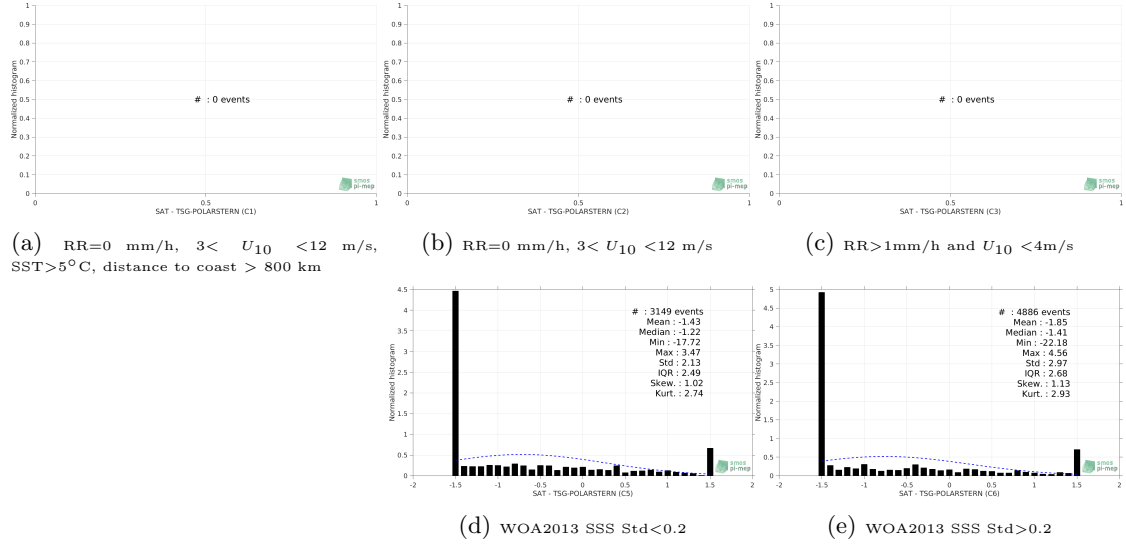 1
0.9
0.8
0.7
0.6
0.5
0.4
0.3
0.2
0.1
0
Normalized histogram
# : 0 events
smos
pi-mep
0 0.5 1
SAT - TSG-POLARSTERN (C1)
1
0.9
0.8
0.7
0.6
0.5
0.4
0.3
0.2
0.1
0
Normalized histogram
# : 0 events
smos
pi-mep
0 0.5 1
SAT - TSG-POLARSTERN (C2)
1
0.9
0.8
0.7
0.6
0.5
0.4
0.3
0.2
0.1
0
Normalized histogram
# : 0 events
smos
pi-mep
0 0.5 1
SAT - TSG-POLARSTERN (C3)
(a) RR=0 mm/h, 3< U10 <12 m/s,
SST>5°C, distance to coast > 800 km
(b) RR=0 mm/h, 3< U10 <12 m/s
(c) RR>1mm/h and U10 <4m/s
4.5
4
3.5
3
2.5
2
1.5
1
0.5
0
Normalized histogram
# : 3149 events
Mean : -1.43
Median : -1.22
Min : -17.72
Max : 3.47
Std : 2.13
IQR : 2.49
Skew. : 1.02
Kurt. : 2.74
smos
pi-mep
-2 -1.5 -1 -0.5 0 0.5 1 1.5 2
SAT - TSG-POLARSTERN (C5)
5
4.5
4
3.5
3
2.5
2
1.5
1
0.5
0
Normalized histogram
# : 4886 events
Mean : -1.85
Median : -1.41
Min : -22.18
Max : 4.56
Std : 2.97
IQR : 2.68
Skew. : 1.13
Kurt. : 2.93
smos
pi-mep
-2 -1.5 -1 -0.5 0 0.5 1 1.5 2
SAT - TSG-POLARSTERN (C6)
(d) WOA2013 SSS Std<0.2
(e) WOA2013 SSS Std>0.2